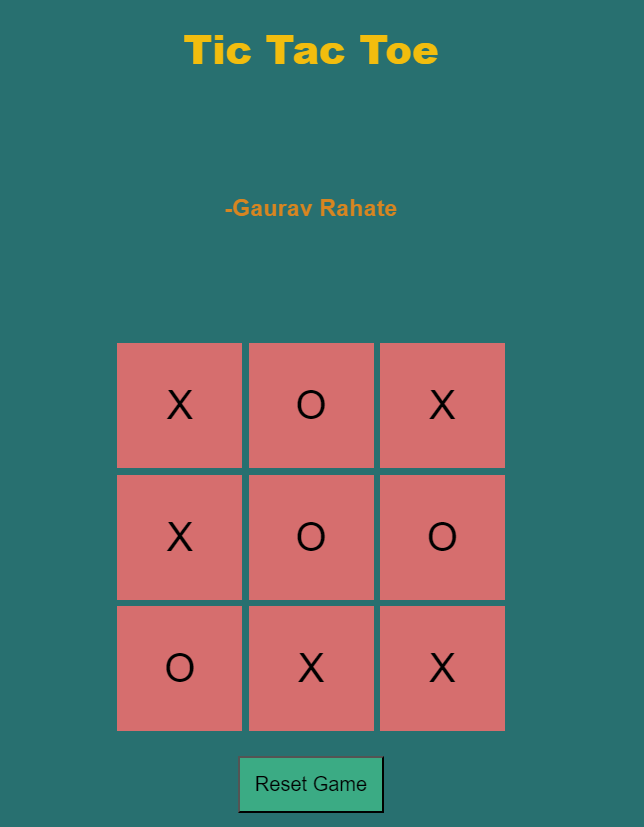 Tic Tac Toe
-Gaurav Rahate
X O X
X O O
O X X
Reset Game